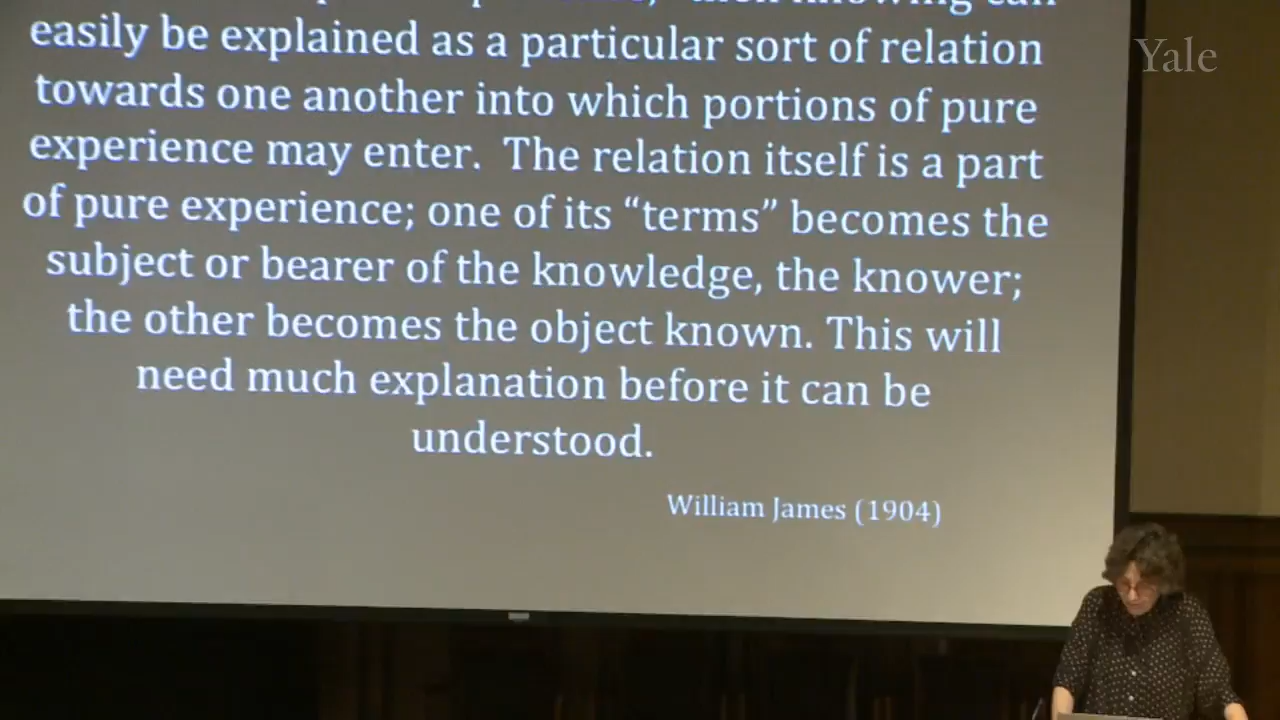 then knowing can
easily be explained as a particular sort of relation
towards one another into which portions of pure
experience may enter. The relation itself is a part
of pure experience; one of its “terms” becomes the
subject or bearer of the knowledge, the knower;
the other becomes the object known. This will
need much explanation before it can be
understood.
William James (1904)
Yale